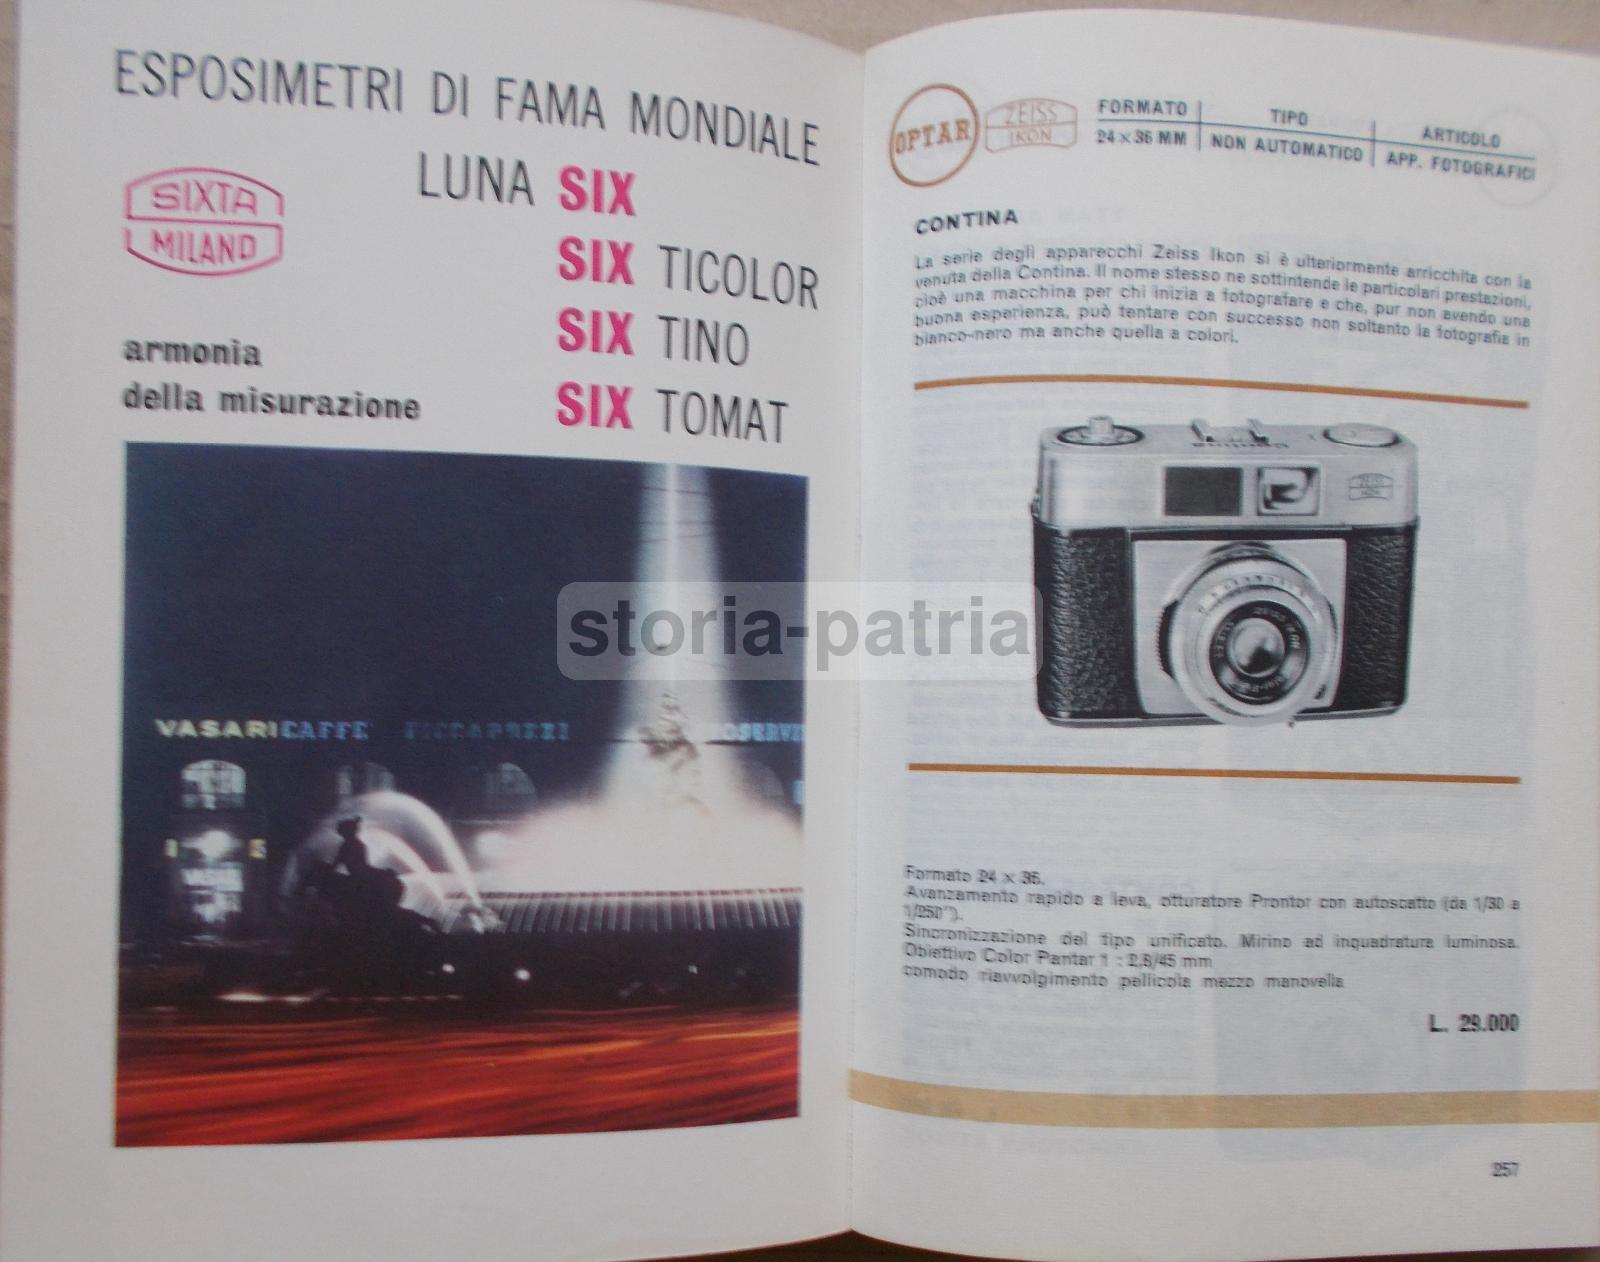 ESPOSIMETRI DI FAMA MONDIALE
SIXTA
MILANO
LUNA SIX
SIX TICOLOR
SIX TINO
SIX TOMAT
armonia
della misurazione
VASARI CAFFE
storia-patria
OPTAR
ZEISS
IKON
FORMATO
24 × 36 MM
TIPO
NON AUTOMATICO
ARTICOLO
APP. FOTOGRAFICI
CONTINA
La serie degli apparecchi Zeiss Ikon si è ulteriormente arricchita con la
venuta della Contina. Il nome stesso ne sottintende le particolari prestazioni,
cioè una macchina per chi inizia a fotografare e che, pur non avendo una
buona esperienza, può tentare con successo non soltanto la fotografia in
bianco-nero ma anche quella a colori.
ZEISS
IKON
Formato 24 × 36.
Avanzamento rapido a leva, otturatore Prontor con autoscatto (da 1/30 a
1/250").
Sincronizzazione del tipo unificato. Mirino ad inquadratura luminosa.
Obiettivo Color Pantar 1 : 2,8/45 mm
comodo riavvolgimento pellicola mezzo manovella
L. 29.000
257